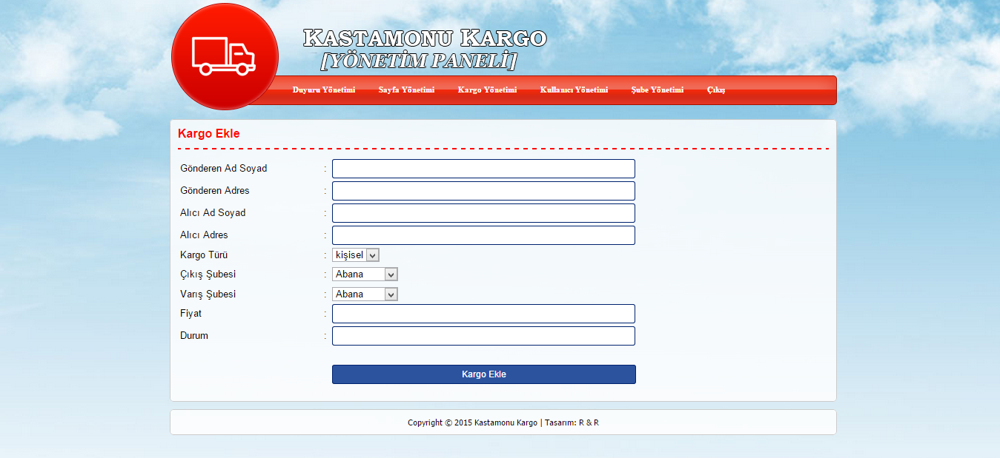 KASTAMONU KARGO
[YÖNETİM PANELİ]
Duyuru Yönetimi Sayfa Yönetimi Kargo Yönetimi Kullanıcı Yönetimi Şube Yönetimi Çıkış
Kargo Ekle
Gönderen Ad Soyad :
Gönderen Adres :
Alıcı Ad Soyad :
Alıcı Adres :
Kargo Türü : kişisel
Çıkış Şubesi : Abana
Varış Şubesi : Abana
Fiyat :
Durum :
Kargo Ekle
Copyright © 2015 Kastamonu Kargo | Tasarım: R & R